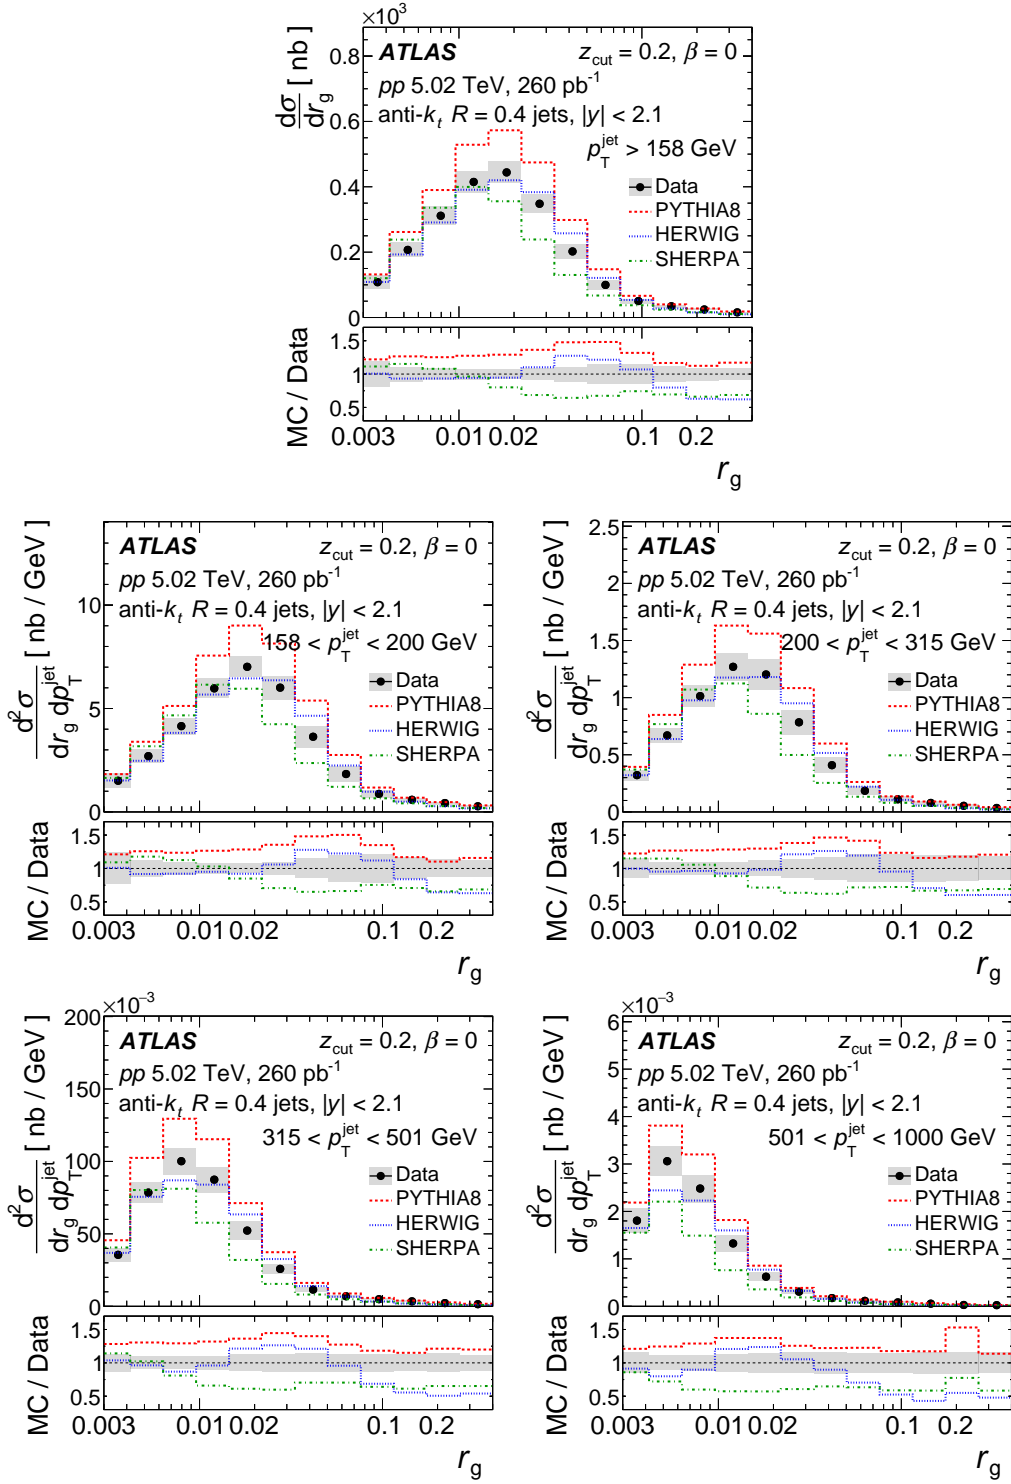 ×10³
dσ/dr_g [ nb ]
ATLAS z_cut = 0.2, β = 0
pp 5.02 TeV, 260 pb⁻¹
anti-k_t R = 0.4 jets, |y| < 2.1
p_T^jet > 158 GeV
Data
PYTHIA8
HERWIG
SHERPA
0.8
0.6
0.4
0.2
0
MC / Data
1.5
1
0.5
0.003 0.01 0.02 0.1 0.2
r_g
d²σ/dr_g dp_T^jet [ nb / GeV ]
ATLAS z_cut = 0.2, β = 0
pp 5.02 TeV, 260 pb⁻¹
anti-k_t R = 0.4 jets, |y| < 2.1
158 < p_T^jet < 200 GeV
Data
PYTHIA8
HERWIG
SHERPA
10
5
0
MC / Data
1.5
1
0.5
0.003 0.01 0.02 0.1 0.2
r_g
d²σ/dr_g dp_T^jet [ nb / GeV ]
ATLAS z_cut = 0.2, β = 0
pp 5.02 TeV, 260 pb⁻¹
anti-k_t R = 0.4 jets, |y| < 2.1
200 < p_T^jet < 315 GeV
Data
PYTHIA8
HERWIG
SHERPA
2.5
2
1.5
1
0.5
0
MC / Data
1.5
1
0.5
0.003 0.01 0.02 0.1 0.2
r_g
×10⁻³
d²σ/dr_g dp_T^jet [ nb / GeV ]
ATLAS z_cut = 0.2, β = 0
pp 5.02 TeV, 260 pb⁻¹
anti-k_t R = 0.4 jets, |y| < 2.1
315 < p_T^jet < 501 GeV
Data
PYTHIA8
HERWIG
SHERPA
200
150
100
50
0
MC / Data
1.5
1
0.5
0.003 0.01 0.02 0.1 0.2
r_g
×10⁻³
d²σ/dr_g dp_T^jet [ nb / GeV ]
ATLAS z_cut = 0.2, β = 0
pp 5.02 TeV, 260 pb⁻¹
anti-k_t R = 0.4 jets, |y| < 2.1
501 < p_T^jet < 1000 GeV
Data
PYTHIA8
HERWIG
SHERPA
6
5
4
3
2
1
0
MC / Data
1.5
1
0.5
0.003 0.01 0.02 0.1 0.2
r_g